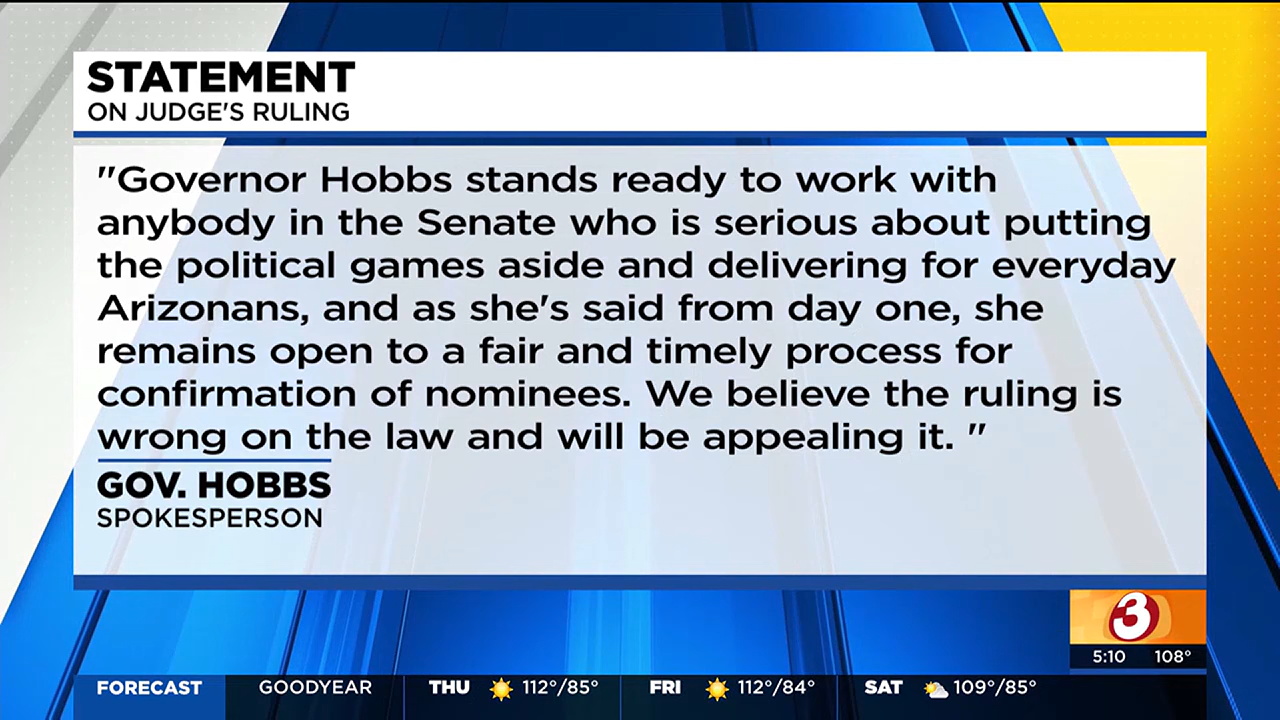 STATEMENT
ON JUDGE'S RULING
"Governor Hobbs stands ready to work with
anybody in the Senate who is serious about putting
the political games aside and delivering for everyday
Arizonans, and as she's said from day one, she
remains open to a fair and timely process for
confirmation of nominees. We believe the ruling is
wrong on the law and will be appealing it. "
GOV. HOBBS
SPOKESPERSON
3
5:10 108°
FORECAST GOODYEAR THU 112°/85° FRI 112°/84° SAT 109°/85°